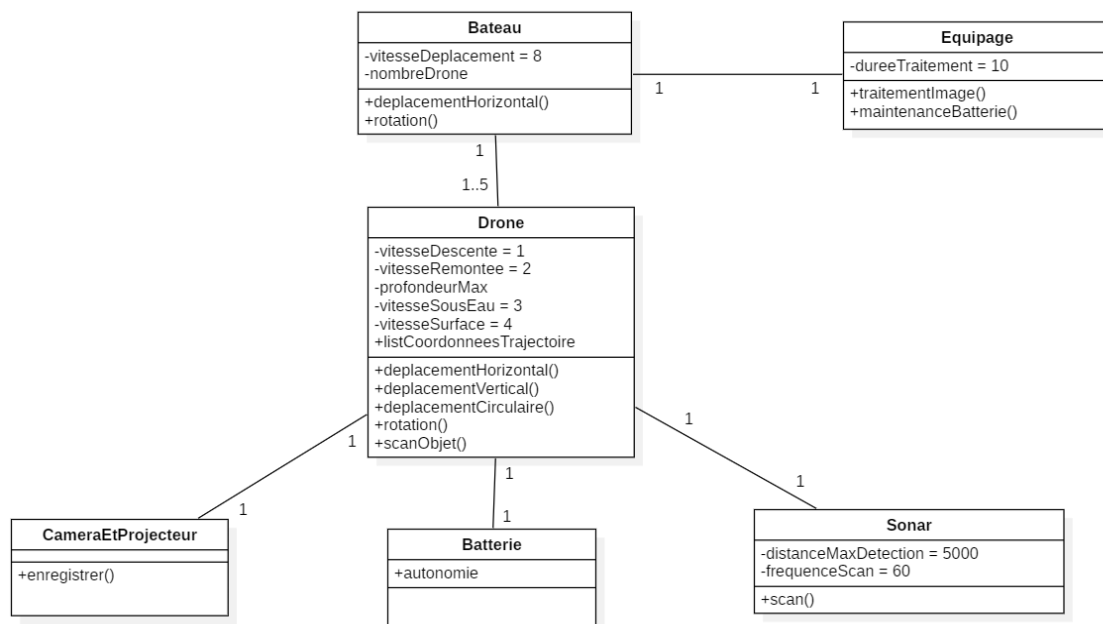 Bateau
-vitesseDeplacement = 8
-nombreDrone
+deplacementHorizontal()
+rotation()
Equipage
-dureeTraitement = 10
+traitementImage()
+maintenanceBatterie()
1
1
1
1..5
Drone
-vitesseDescente = 1
-vitesseRemontee = 2
-profondeurMax
-vitesseSousEau = 3
-vitesseSurface = 4
+listCoordonneesTrajectoire
+deplacementHorizontal()
+deplacementVertical()
+deplacementCirculaire()
+rotation()
+scanObjet()
1
1
1
1
1
1
CameraEtProjecteur
+enregistrer()
Batterie
+autonomie
Sonar
-distanceMaxDetection = 5000
-frequenceScan = 60
+scan()